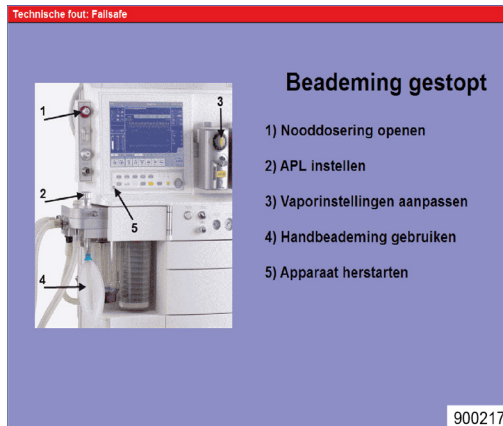 Technische fout: Failsafe
Beademing gestopt
1) Nooddosering openen
2) APL instellen
3) Vaporinstellingen aanpassen
4) Handbeademing gebruiken
5) Apparaat herstarten
1
2
3
4
5
900217